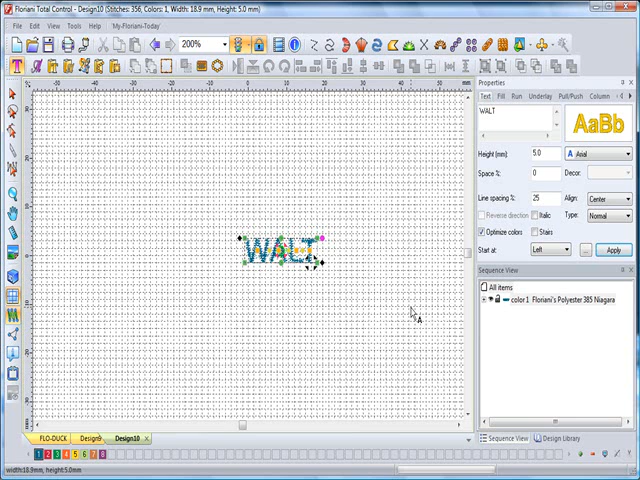 Floriani Total Control - Design10 (Stitches: 356, Colors: 1, Width: 18.9 mm, Height: 5.0 mm)
File Edit View Tools Help My-Floriani-Today
200%
mm
WALT
Properties
Text Fill Run Underlay Pull/Push Column
WALT
AaBb
Height (mm): 5.0 A Arial
Space % 0 Decor:
Line spacing % 25 Align: Center
Reverse direction Italic Type: Normal
Optimize colors Stairs
Start at: Left ... Apply
Sequence View
All items
color 1 Floriani's Polyester 385 Niagara
FLO-DUCK Design9 Design10
Sequence View Design Library
1 2 3 4 5 6 7 8
width:18.9mm,height:5.0mm